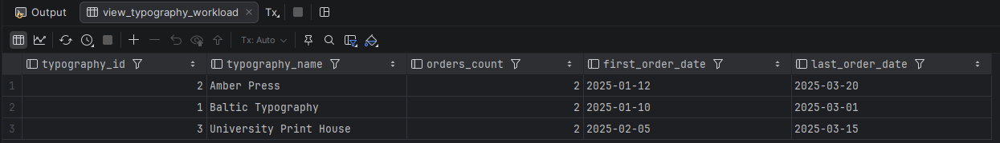 Output view_typography_workload Tx
Tx: Auto
typography_id typography_name orders_count first_order_date last_order_date
1 2 Amber Press 2 2025-01-12 2025-03-20
2 1 Baltic Typography 2 2025-01-10 2025-03-01
3 3 University Print House 2 2025-02-05 2025-03-15